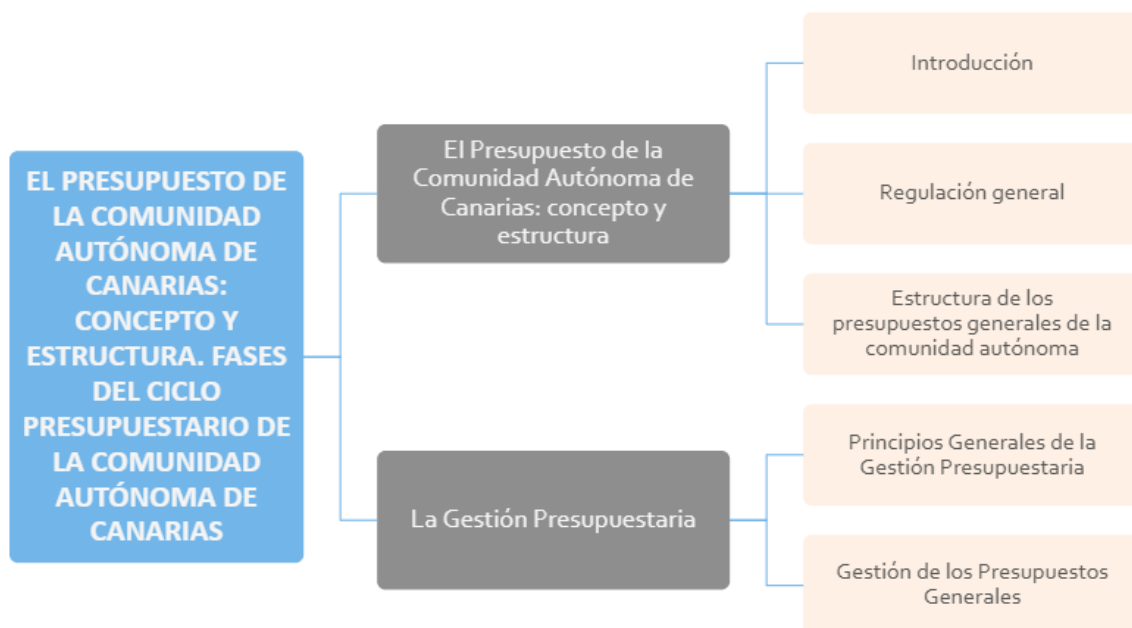 EL PRESUPUESTO DE
LA COMUNIDAD
AUTÓNOMA DE
CANARIAS:
CONCEPTO Y
ESTRUCTURA. FASES
DEL CICLO
PRESUPUESTARIO DE
LA COMUNIDAD
AUTÓNOMA DE
CANARIAS
El Presupuesto de la
Comunidad Autónoma de
Canarias: concepto y
estructura
Introducción
Regulación general
Estructura de los
presupuestos generales de la
comunidad autónoma
La Gestión Presupuestaria
Principios Generales de la
Gestión Presupuestaria
Gestión de los Presupuestos
Generales